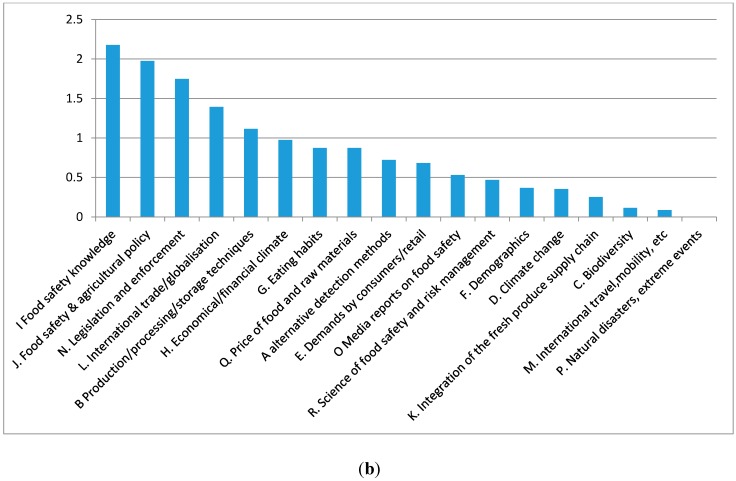 2.5
2
1.5
1
0.5
0
I Food safety knowledge
J. Food safety & agricultural policy
N. Legislation and enforcement
L. International trade/globalisation
B Production/processing/storage techniques
H. Economical/financial climate
G. Eating habits
Q. Price of food and raw materials
A alternative detection methods
E. Demands by consumers/retail
O Media reports on food safety
R. Science of food safety and risk management
F. Demographics
D. Climate change
K. Integration of the fresh produce supply chain
C. Biodiversity
M. International travel,mobility, etc
P. Natural disasters, extreme events
(b)